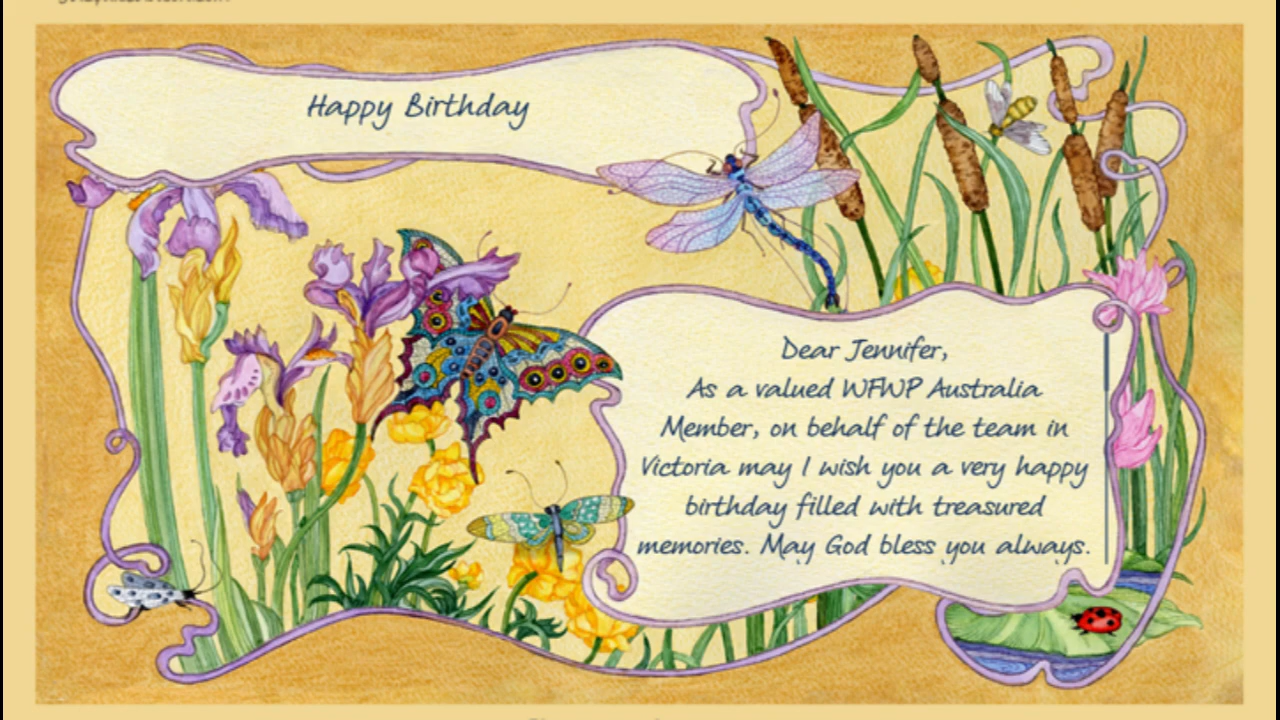 Happy Birthday
Dear Jennifer,
As a valued WFWP Australia
Member, on behalf of the team in
Victoria may I wish you a very happy
birthday filled with treasured
memories. May God bless you always.